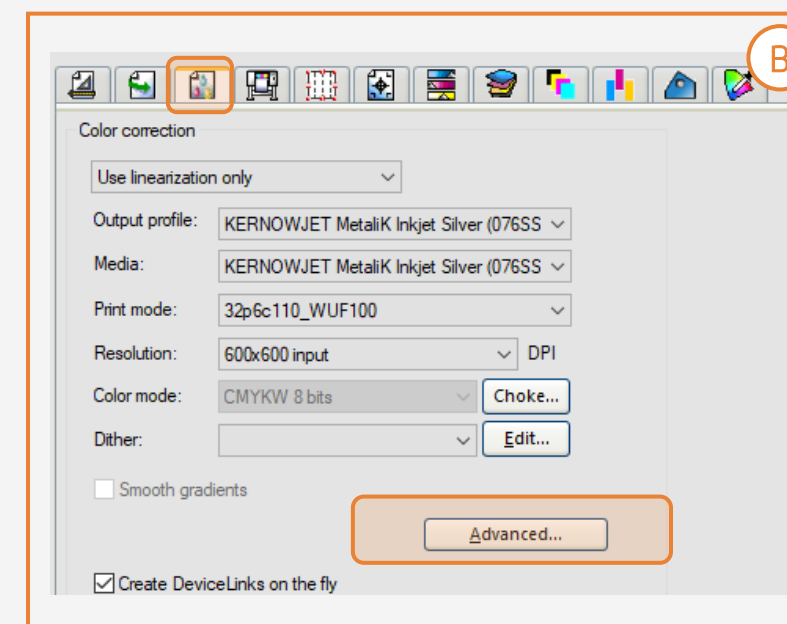 B
Color correction
Use linearization only
Output profile: KERNOWJET MetaliK Inkjet Silver (076SS
Media: KERNOWJET MetaliK Inkjet Silver (076SS
Print mode: 32p6c110_WUF100
Resolution: 600x600 input DPI
Color mode: CMYKW 8 bits Choke...
Dither: Edit...
Smooth gradients
Advanced...
Create DeviceLinks on the fly